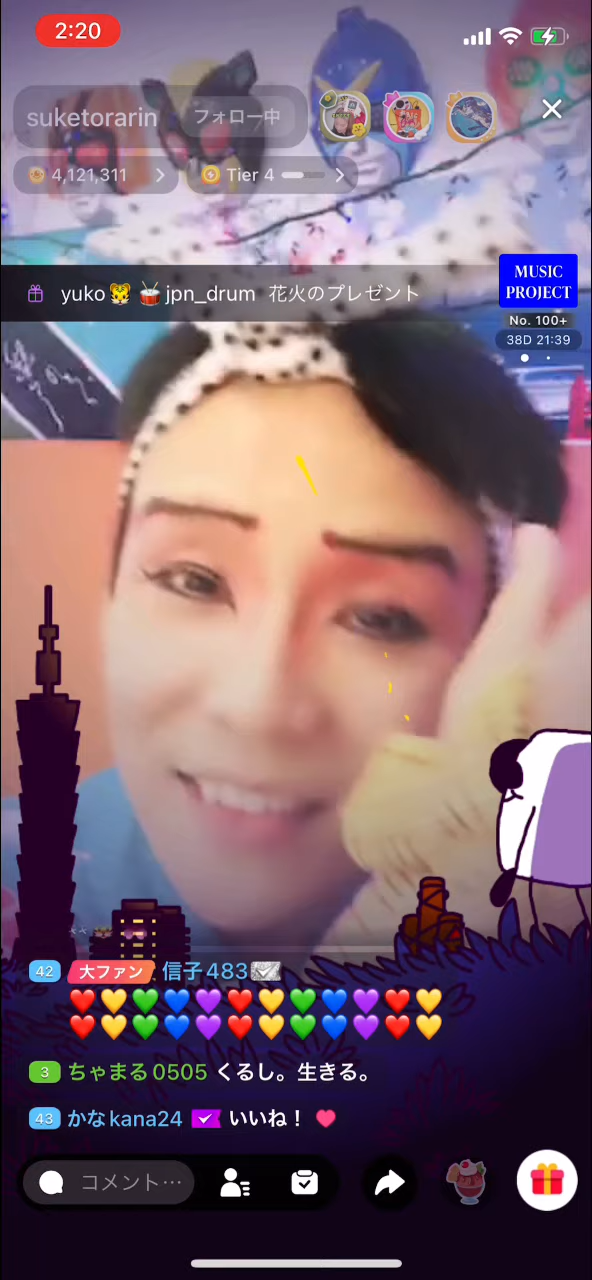 2:20
suketorarin フォロー中
4,121,311
Tier 4
MUSIC
PROJECT
No. 100+
38D 21:39
yuko🐯🥁jpn_drum 花火のプレゼント
42 大ファン 信子483
❤️💛💚💙💜❤️💛💚💙💜❤️💛
❤️💛💚💙💜❤️💛💚💙💜❤️💛
3 ちゃまる0505 くるし。生きる。
43 かなkana24 いいね！
コメント…